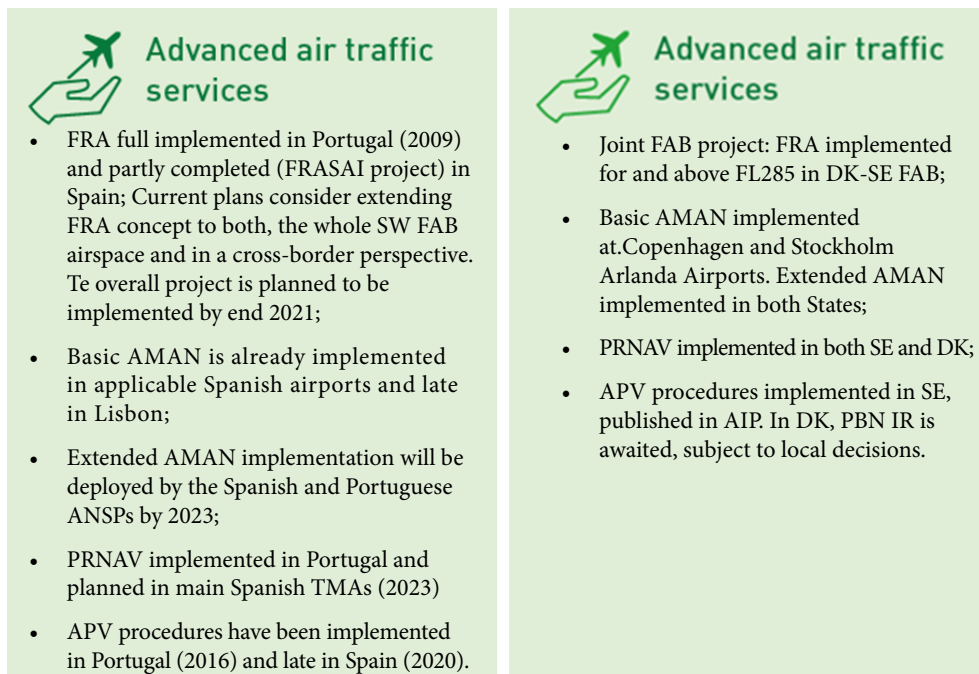 Advanced air traffic
services
• FRA full implemented in Portugal (2009)
and partly completed (FRASAI project) in
Spain; Current plans consider extending
FRA concept to both, the whole SW FAB
airspace and in a cross-border perspective.
Te overall project is planned to be
implemented by end 2021;
• Basic AMAN is already implemented
in applicable Spanish airports and late
in Lisbon;
• Extended AMAN implementation will be
deployed by the Spanish and Portuguese
ANSPs by 2023;
• PRNAV implemented in Portugal and
planned in main Spanish TMAs (2023)
• APV procedures have been implemented
in Portugal (2016) and late in Spain (2020).
Advanced air traffic
services
• Joint FAB project: FRA implemented
for and above FL285 in DK-SE FAB;
• Basic AMAN implemented
at.Copenhagen and Stockholm
Arlanda Airports. Extended AMAN
implemented in both States;
• PRNAV implemented in both SE and DK;
• APV procedures implemented in SE,
published in AIP. In DK, PBN IR is
awaited, subject to local decisions.